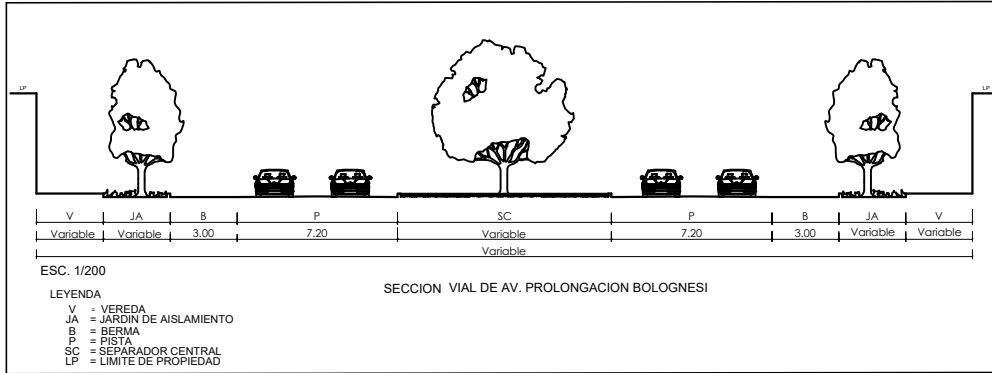 LP LP
V JA B P SC P B JA V
Variable Variable 3.00 7.20 Variable 7.20 3.00 Variable Variable
Variable
ESC. 1/200
SECCION VIAL DE AV. PROLONGACION BOLOGNESI
LEYENDA
V = VEREDA
JA = JARDIN DE AISLAMIENTO
B = BERMA
P = PISTA
SC = SEPARADOR CENTRAL
LP = LIMITE DE PROPIEDAD